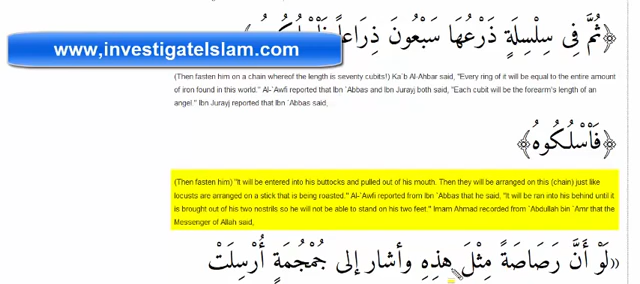 ﴿ثُمَّ فِى سِلْسِلَةٍ ذَرْعُهَا سَبْعُونَ ذِرَاعاً فَاْسْلُكُوهُ﴾
www,investigateIslam.com
(Then fasten him on a chain whereof the length is seventy cubits!) Ka`b Al-Ahbar said, "Every ring of it will be equal to the entire amount
of iron found in this world." Al-`Awfi reported that Ibn `Abbas and Ibn Jurayj both said, "Each cubit will be the forearm's length of an
angel." Ibn Jurayj reported that Ibn `Abbas said,
﴿فَاْسْلُكُوهُ﴾
(Then fasten him) "It will be entered into his buttocks and pulled out of his mouth. Then they will be arranged on this (chain) just like
locusts are arranged on a stick that is being roasted." Al-`Awfi reported from Ibn `Abbas that he said, "It will be ran into his behind until it
is brought out of his two nostrils so he will not be able to stand on his two feet." Imam Ahmad recorded from `Abdullah bin `Amr that the
Messenger of Allah said,
«لَوْ أَنَّ رَصَاصَةً مِثْلَ هذِهِ وأشار إلى جُمْجُمَةٍ أُرْسِلَتْ